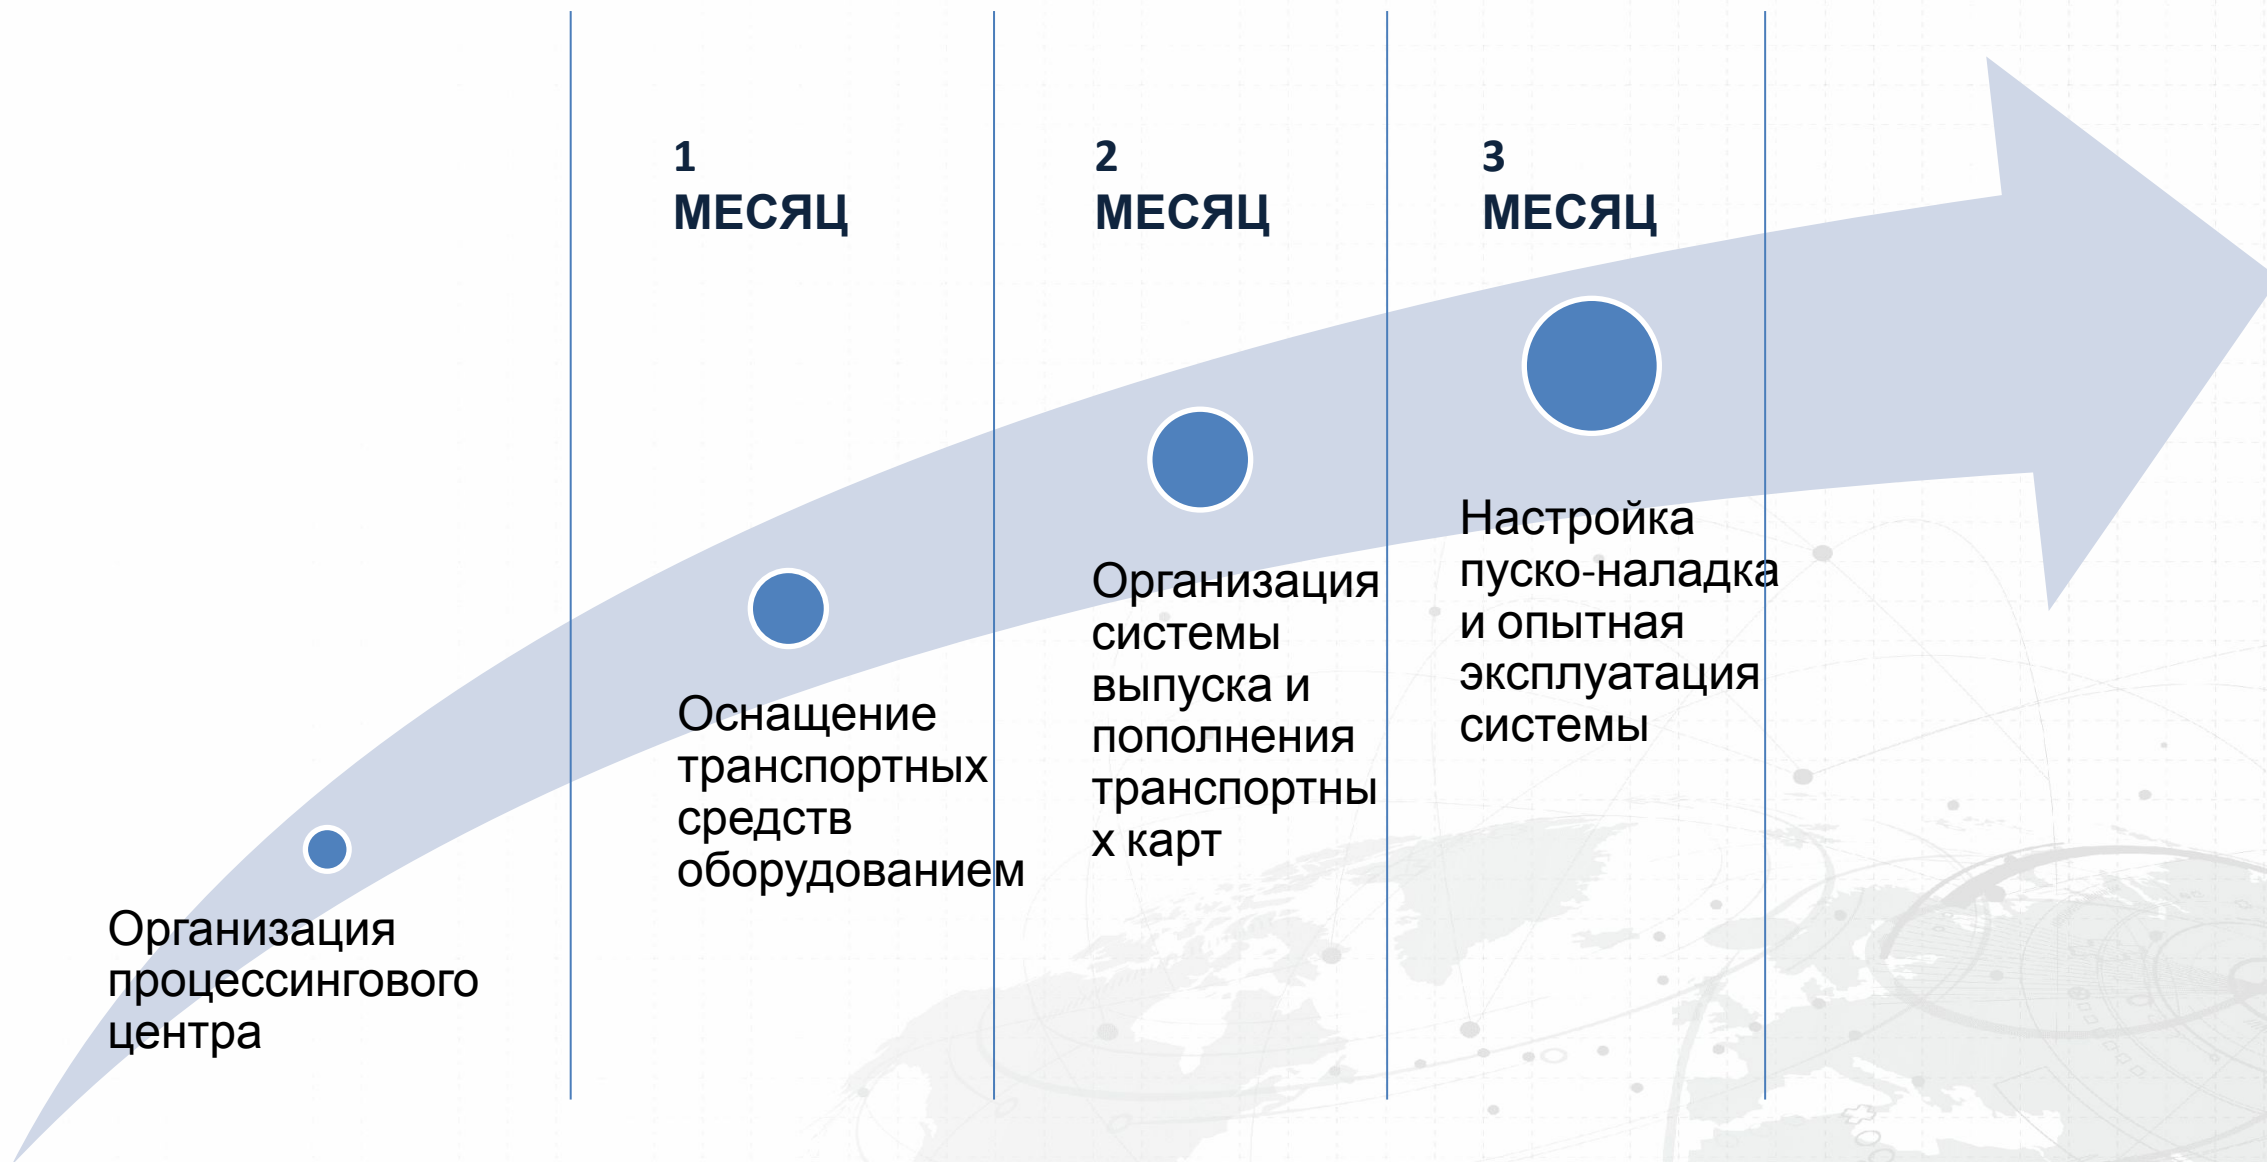 1
МЕСЯЦ
2
МЕСЯЦ
3
МЕСЯЦ
Организация
процессингового
центра
Оснащение
транспортных
средств
оборудованием
Организация
системы
выпуска и
пополнения
транспортны
х карт
Настройка
пуско-наладка
и опытная
эксплуатация
системы